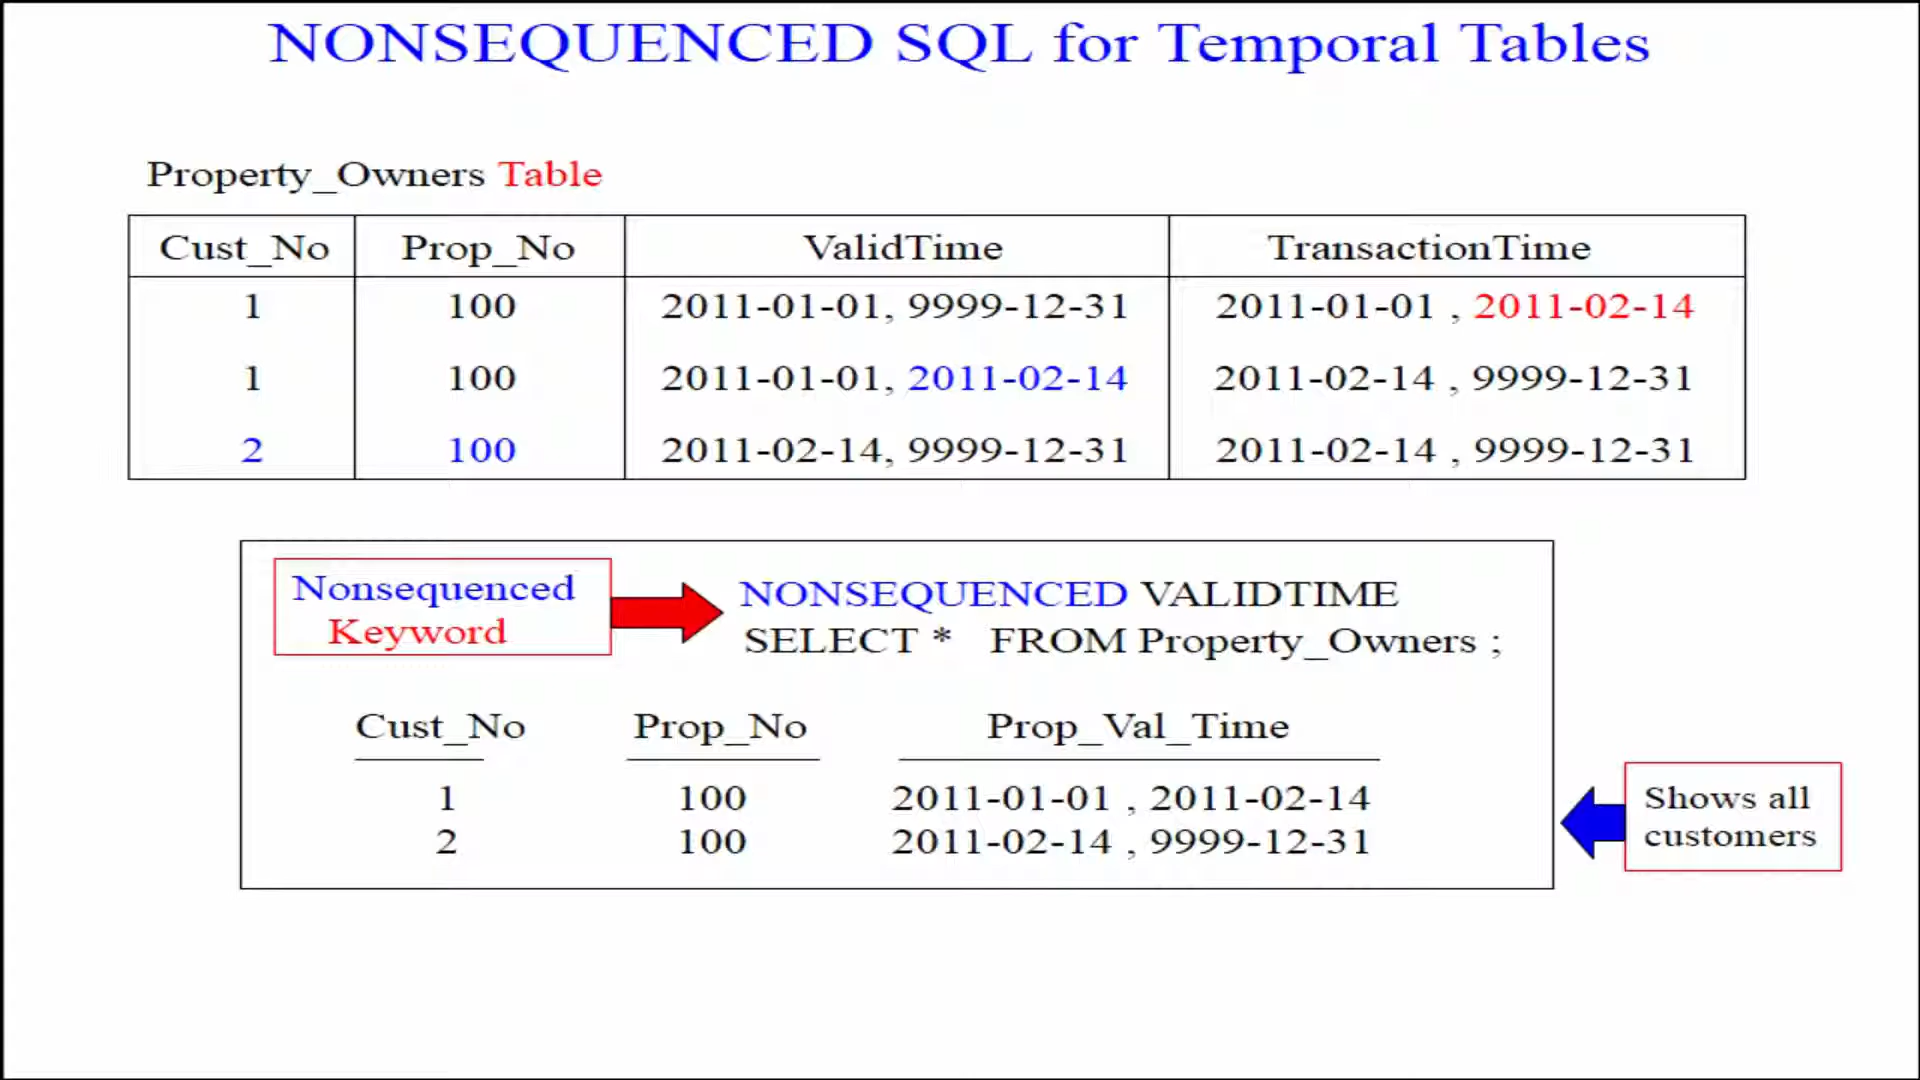 NONSEQUENCED SQL for Temporal Tables
Property_Owners Table
Cust_No Prop_No ValidTime TransactionTime
1 100 2011-01-01, 9999-12-31 2011-01-01 , 2011-02-14
1 100 2011-01-01, 2011-02-14 2011-02-14 , 9999-12-31
2 100 2011-02-14, 9999-12-31 2011-02-14 , 9999-12-31
Nonsequenced
Keyword
NONSEQUENCED VALIDTIME
SELECT * FROM Property_Owners ;
Cust_No Prop_No Prop_Val_Time
1 100 2011-01-01 , 2011-02-14
2 100 2011-02-14 , 9999-12-31
Shows all
customers